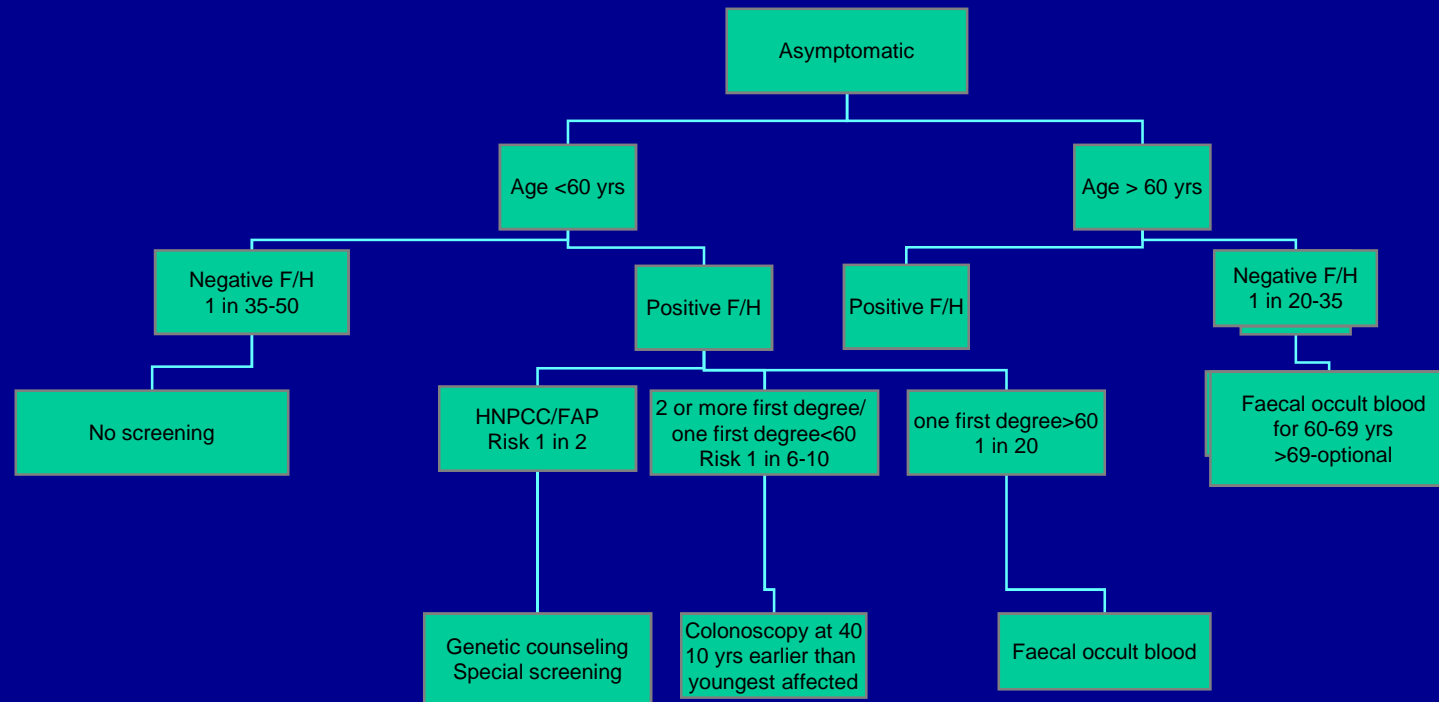 Asymptomatic
Age <60 yrs
Age > 60 yrs
Negative F/H
1 in 35-50
Positive F/H
Positive F/H
Negative F/H
1 in 20-35
No screening
HNPCC/FAP
Risk 1 in 2
2 or more first degree/
one first degree<60
Risk 1 in 6-10
one first degree>60
1 in 20
Faecal occult blood
for 60-69 yrs
>69-optional
Genetic counseling
Special screening
Colonoscopy at 40
10 yrs earlier than
youngest affected
Faecal occult blood